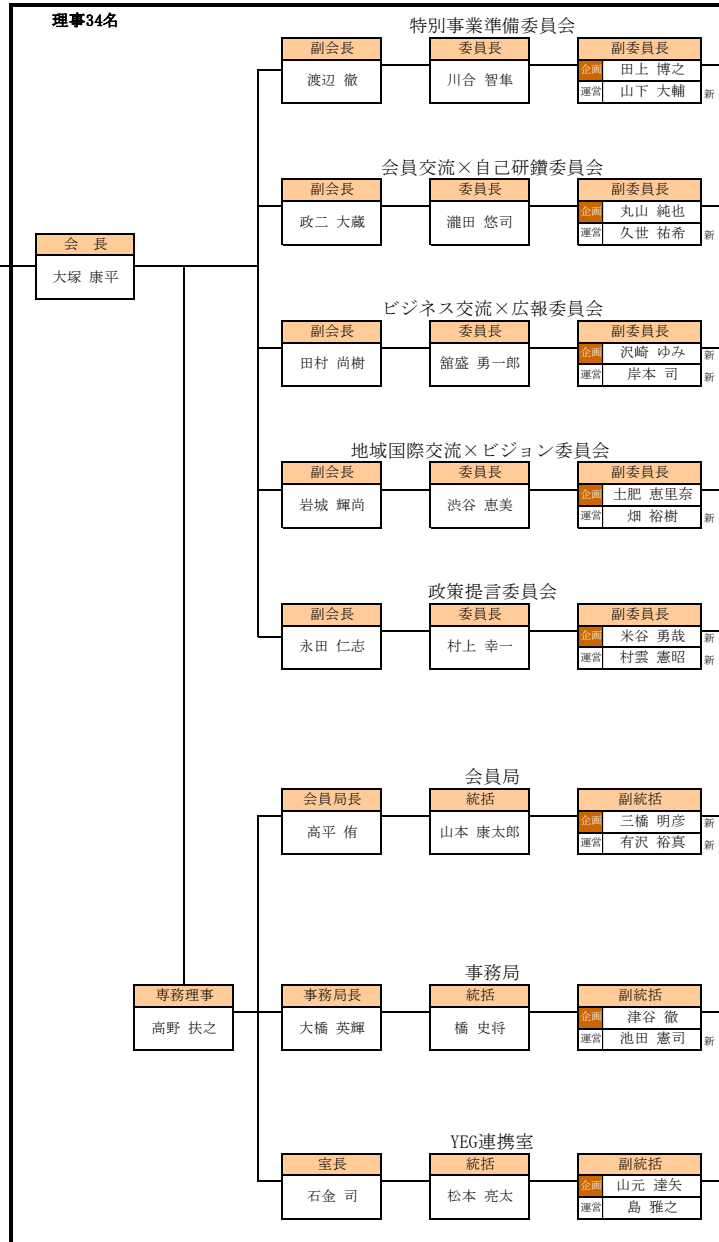 理事34名
特別事業準備委員会
副会長 委員長 副委員長
渡辺 徹 川合 智隼 企画 田上 博之
運営 山下 大輔 新
会員交流×自己研鑽委員会
副会長 委員長 副委員長
政二 大蔵 瀧田 悠司 企画 丸山 純也
運営 久世 祐希 新
会 長
大塚 康平
ビジネス交流×広報委員会
副会長 委員長 副委員長
田村 尚樹 舘盛 勇一郎 企画 沢崎 ゆみ 新
運営 岸本 司 新
地域国際交流×ビジョン委員会
副会長 委員長 副委員長
岩城 輝尚 渋谷 恵美 企画 土肥 恵里奈
運営 畑 裕樹 新
政策提言委員会
副会長 委員長 副委員長
永田 仁志 村上 幸一 企画 米谷 勇哉 新
運営 村雲 憲昭 新
会員局
会員局長 統括 副統括
高平 侑 山本 康太郎 企画 三橋 明彦 新
運営 有沢 裕真 新
事務局
専務理事 事務局長 統括 副統括
高野 扶之 大橋 英輝 橋 史将 企画 津谷 徹
運営 池田 憲司 新
YEG連携室
室長 統括 副統括
石金 司 松本 亮太 企画 山元 達矢
運営 島 雅之